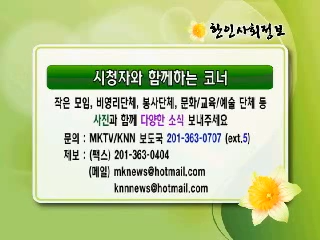 한인사회정보
시청자와 함께하는 코너
작은 모임, 비영리단체, 봉사단체, 문화/교육/예술 단체 등
사진과 함께 다양한 소식 보내주세요
문의 : MKTV/KNN 보도국 201-363-0707 (ext.5)
제보 : (팩스) 201-363-0404
(메일) mknews@hotmail.com
knnnews@hotmail.com